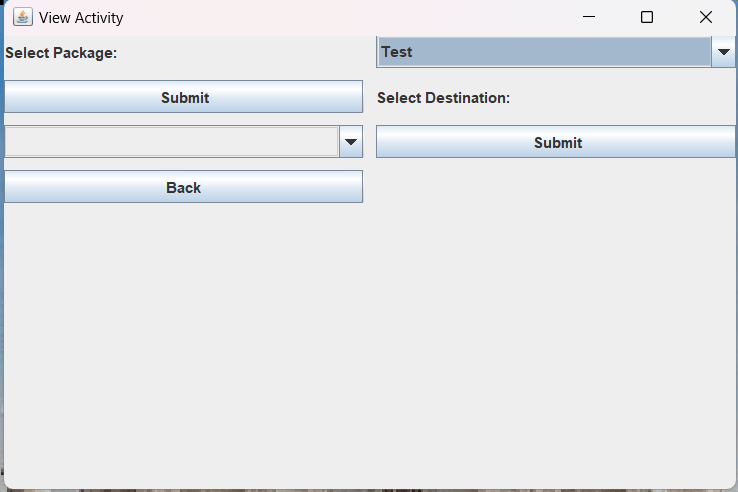 View Activity
Select Package:
Test
Submit
Select Destination:
Submit
Back